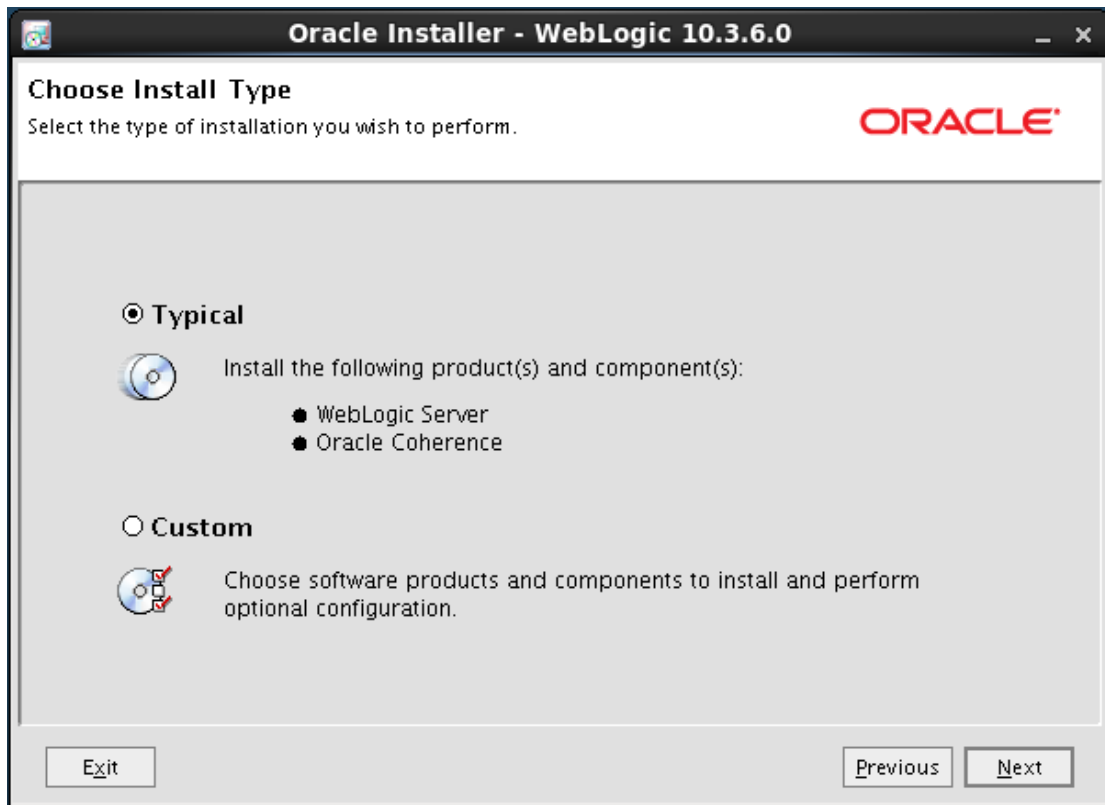 Oracle Installer - WebLogic 10.3.6.0
Choose Install Type
Select the type of installation you wish to perform.
ORACLE
Typical
Install the following product(s) and component(s):
WebLogic Server
Oracle Coherence
Custom
Choose software products and components to install and perform
optional configuration.
Exit
Previous
Next